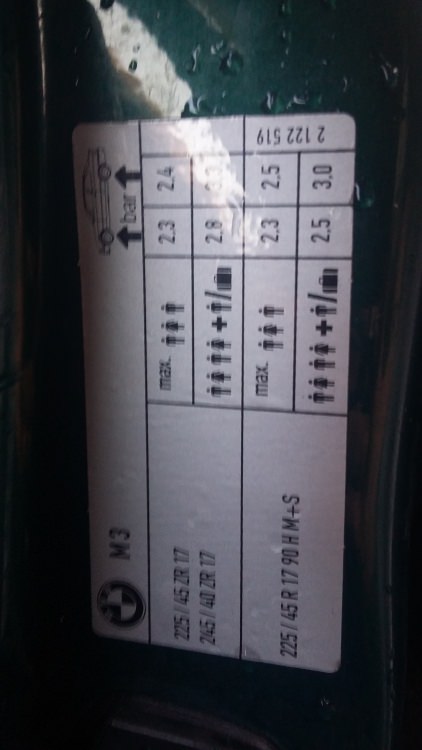 M3 bar
225 / 45 ZR 17
245 / 40 ZR 17
max. 2.3 2.4
2.8
225 / 45 R 17 90 H M+S
max. 2.3 2.5
2.5 3.0
2 122 519